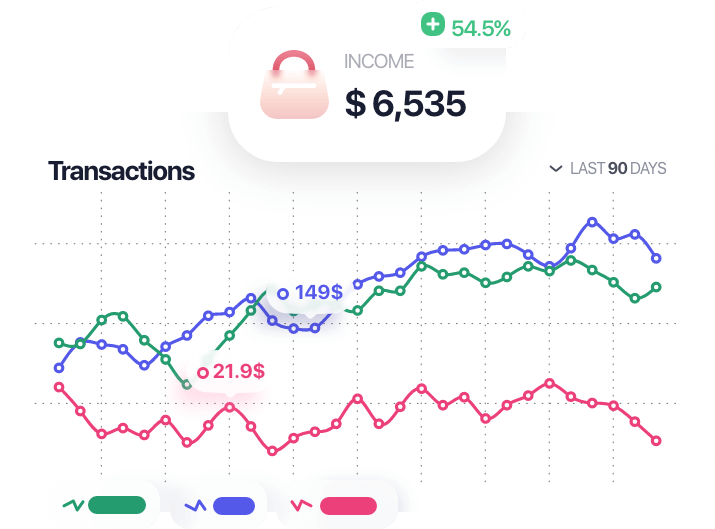 54.5%
INCOME
$ 6,535
Transactions
LAST 90 DAYS
149$
21.9$